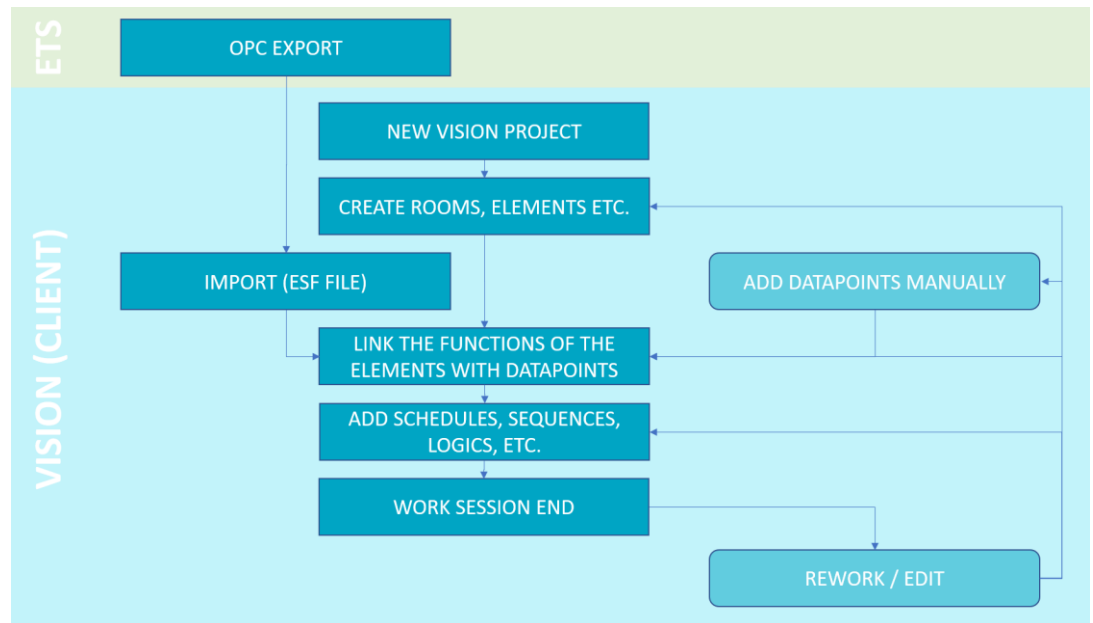 ETS
OPC EXPORT
VISION (CLIENT)
NEW VISION PROJECT
CREATE ROOMS, ELEMENTS ETC.
IMPORT (ESF FILE)
ADD DATAPOINTS MANUALLY
LINK THE FUNCTIONS OF THE
ELEMENTS WITH DATAPOINTS
ADD SCHEDULES, SEQUENCES,
LOGICS, ETC.
WORK SESSION END
REWORK / EDIT